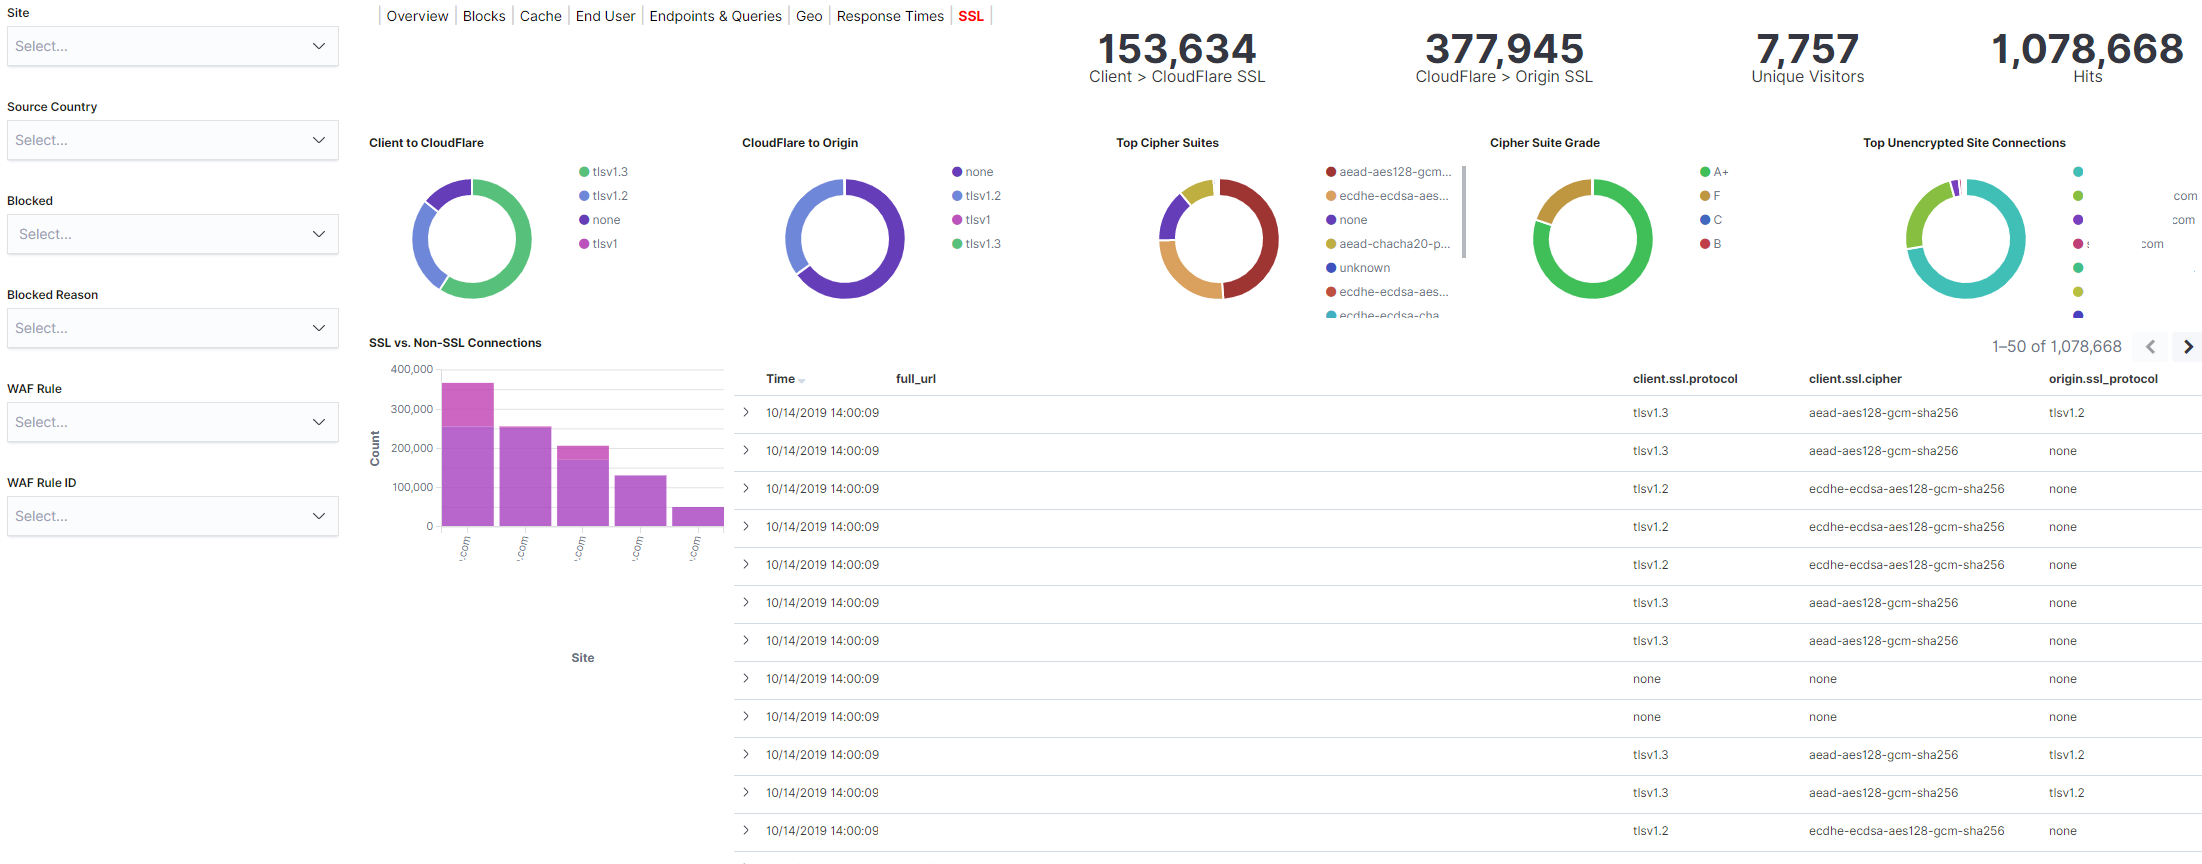 Site
Select...
Source Country
Select...
Blocked
Select...
Blocked Reason
Select...
WAF Rule
Select...
WAF Rule ID
Select...
Overview Blocks Cache End User Endpoints & Queries Geo Response Times SSL
153,634
Client > CloudFlare SSL
377,945
CloudFlare > Origin SSL
7,757
Unique Visitors
1,078,668
Hits
Client to CloudFlare
tlsv1.3
tlsv1.2
none
tlsv1
CloudFlare to Origin
none
tlsv1.2
tlsv1
tlsv1.3
Top Cipher Suites
aead-aes128-gcm...
ecdhe-ecdsa-aes...
none
aead-chacha20-p...
unknown
ecdhe-ecdsa-aes...
ecdhe-ecdsa-cha
Cipher Suite Grade
A+
F
C
B
Top Unencrypted Site Connections
com
com
com
SSL vs. Non-SSL Connections
400,000
300,000
200,000
100,000
0
Count
.com
.com
.com
.com
.com
Site
1–50 of 1,078,668
Time full_url client.ssl.protocol client.ssl.cipher origin.ssl_protocol
10/14/2019 14:00:09 tlsv1.3 aead-aes128-gcm-sha256 tlsv1.2
10/14/2019 14:00:09 tlsv1.3 aead-aes128-gcm-sha256 none
10/14/2019 14:00:09 tlsv1.2 ecdhe-ecdsa-aes128-gcm-sha256 none
10/14/2019 14:00:09 tlsv1.2 ecdhe-ecdsa-aes128-gcm-sha256 none
10/14/2019 14:00:09 tlsv1.2 ecdhe-ecdsa-aes128-gcm-sha256 none
10/14/2019 14:00:09 tlsv1.3 aead-aes128-gcm-sha256 none
10/14/2019 14:00:09 tlsv1.3 aead-aes128-gcm-sha256 none
10/14/2019 14:00:09 none none none
10/14/2019 14:00:09 none none none
10/14/2019 14:00:09 tlsv1.3 aead-aes128-gcm-sha256 tlsv1.2
10/14/2019 14:00:09 tlsv1.3 aead-aes128-gcm-sha256 tlsv1.2
10/14/2019 14:00:09 tlsv1.2 ecdhe-ecdsa-aes128-gcm-sha256 none